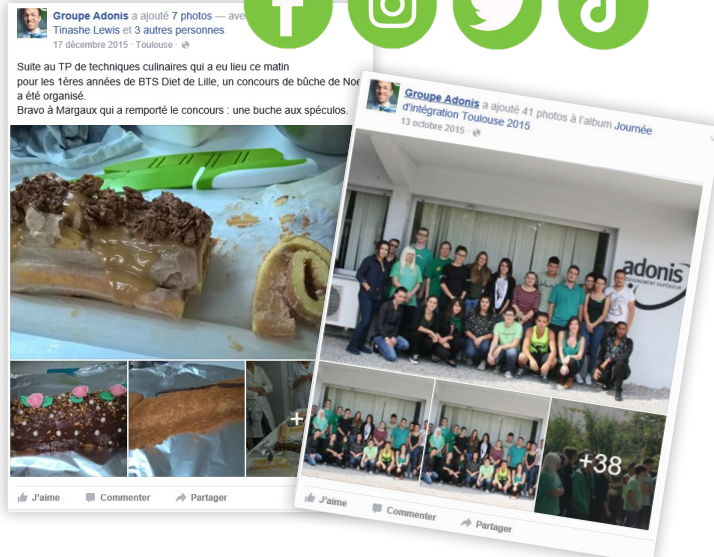 Groupe Adonis a ajouté 7 photos — ave
Tinashe Lewis et 3 autres personnes.
17 décembre 2015 · Toulouse ·
Suite au TP de techniques culinaires qui a eu lieu ce matin
pour les 1ères années de BTS Diet de Lille, un concours de bûche de Noe
a été organisé.
Bravo à Margaux qui a remporté le concours : une buche aux spéculos.
+
J'aime Commenter Partager
Groupe Adonis a ajouté 41 photos à l'album Journée
d'intégration Toulouse 2015.
13 octobre 2015 ·
adonis
ENSEIGNEMENT SUPÉRIEUR
+38
J'aime Commenter Partager